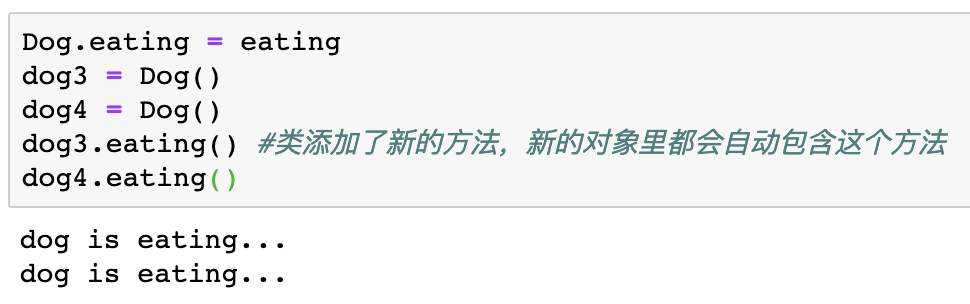 Dog.eating = eating
dog3 = Dog()
dog4 = Dog()
dog3.eating() #类添加了新的方法，新的对象里都会自动包含这个方法
dog4.eating()
dog is eating...
dog is eating...